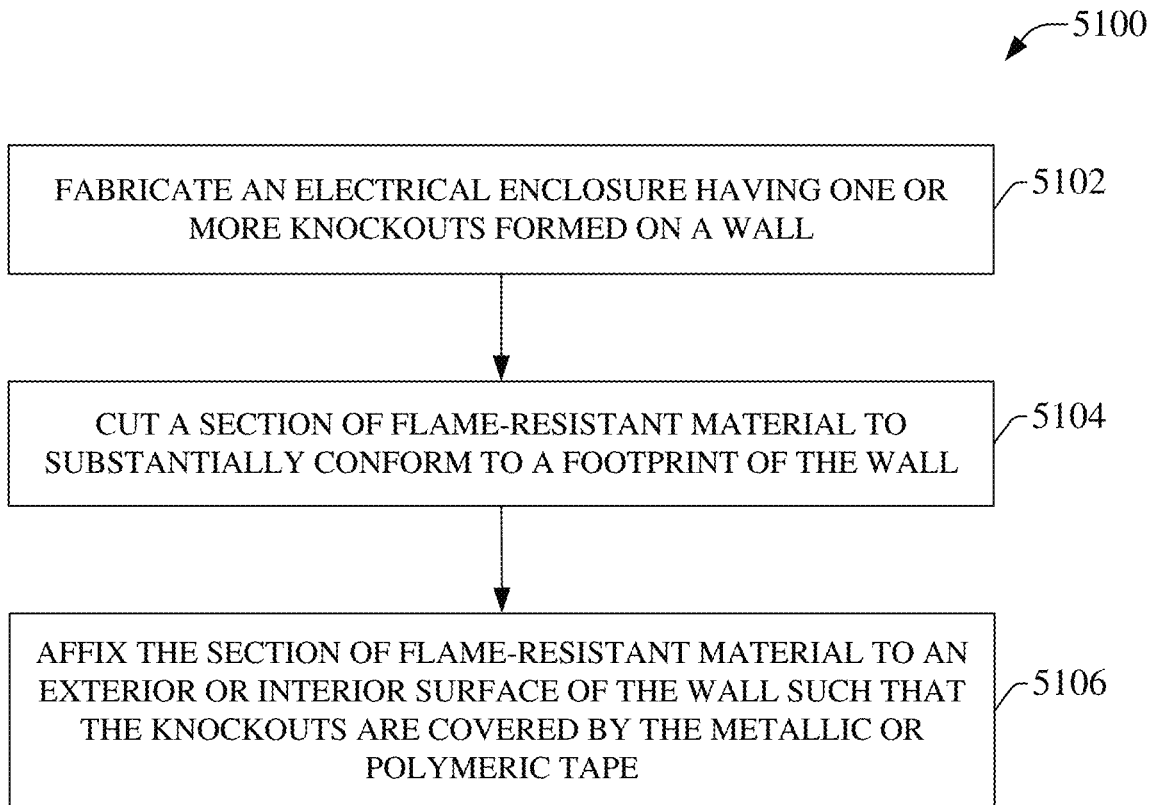 5100
FABRICATE AN ELECTRICAL ENCLOSURE HAVING ONE OR
MORE KNOCKOUTS FORMED ON A WALL
5102
CUT A SECTION OF FLAME-RESISTANT MATERIAL TO
SUBSTANTIALLY CONFORM TO A FOOTPRINT OF THE WALL
5104
AFFIX THE SECTION OF FLAME-RESISTANT MATERIAL TO AN
EXTERIOR OR INTERIOR SURFACE OF THE WALL SUCH THAT
THE KNOCKOUTS ARE COVERED BY THE METALLIC OR
POLYMERIC TAPE
5106